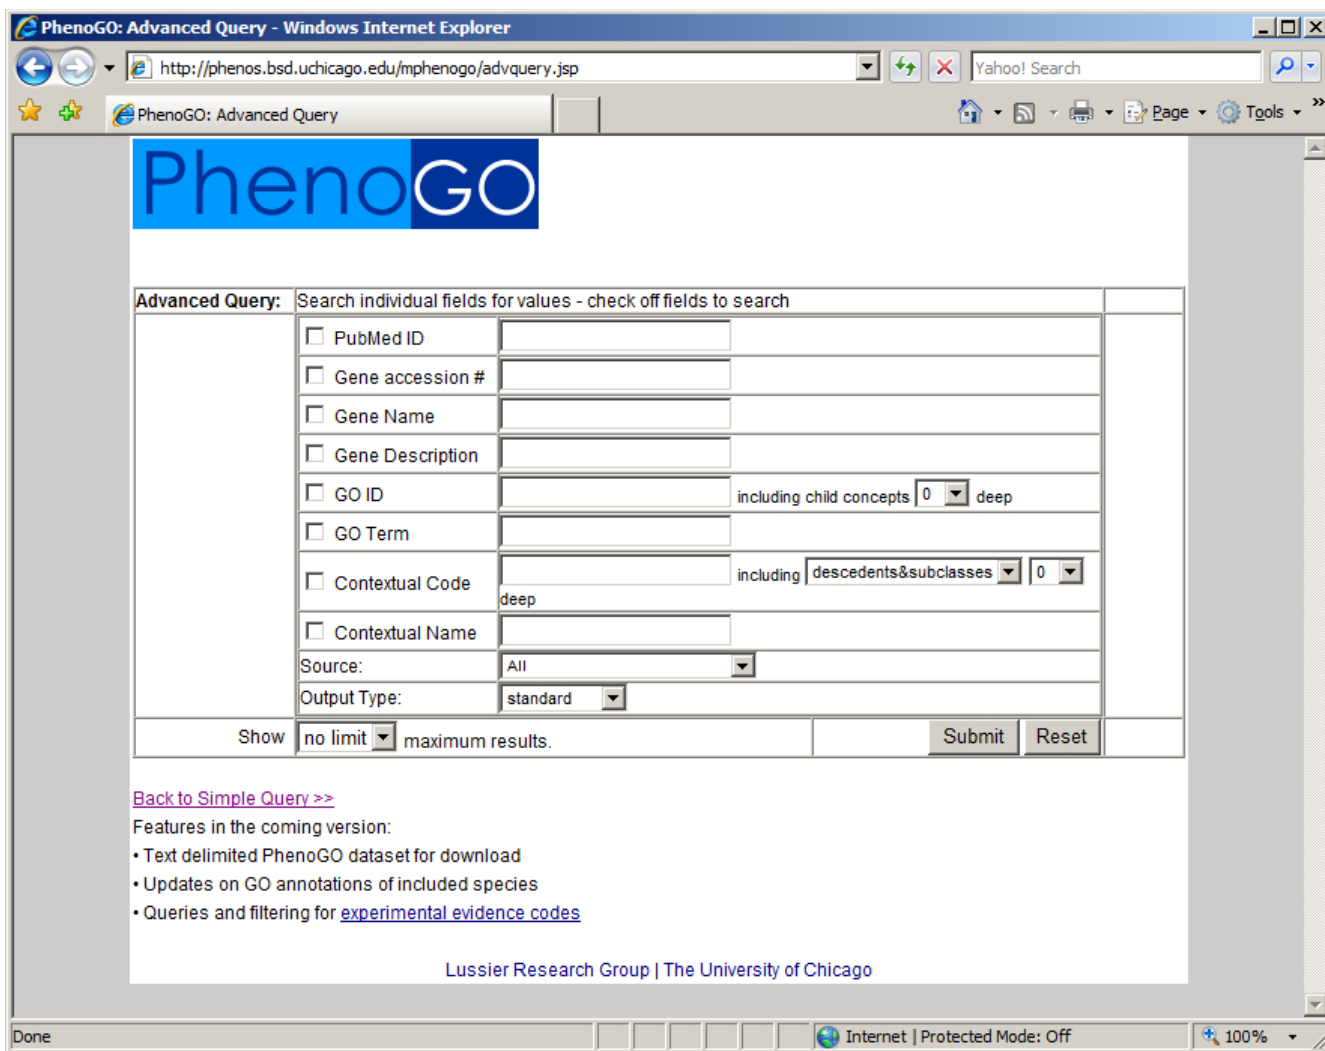 PhenoGO: Advanced Query - Windows Internet Explorer
http://phenos.bsd.uchicago.edu/mphenogo/advquery.jsp
Yahoo! Search
PhenoGO: Advanced Query
Page
Tools
»
PhenoGO
Advanced Query: Search individual fields for values - check off fields to search
PubMed ID
Gene accession #
Gene Name
Gene Description
GO ID including child concepts 0 deep
GO Term
Contextual Code including descedents&subclasses 0
deep
Contextual Name
Source: All
Output Type: standard
Show no limit maximum results. Submit Reset
Back to Simple Query >>
Features in the coming version:
• Text delimited PhenoGO dataset for download
• Updates on GO annotations of included species
• Queries and filtering for experimental evidence codes
Lussier Research Group | The University of Chicago
Done Internet | Protected Mode: Off 100%